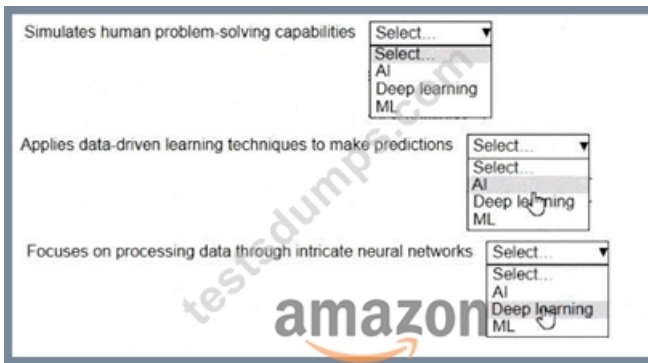 Simulates human problem-solving capabilities Select...
Select...
AI
Deep learning
ML
Applies data-driven learning techniques to make predictions Select...
Select...
AI
Deep learning
ML
Focuses on processing data through intricate neural networks Select...
Select...
AI
Deep learning
ML
testsdumps.com
amazon